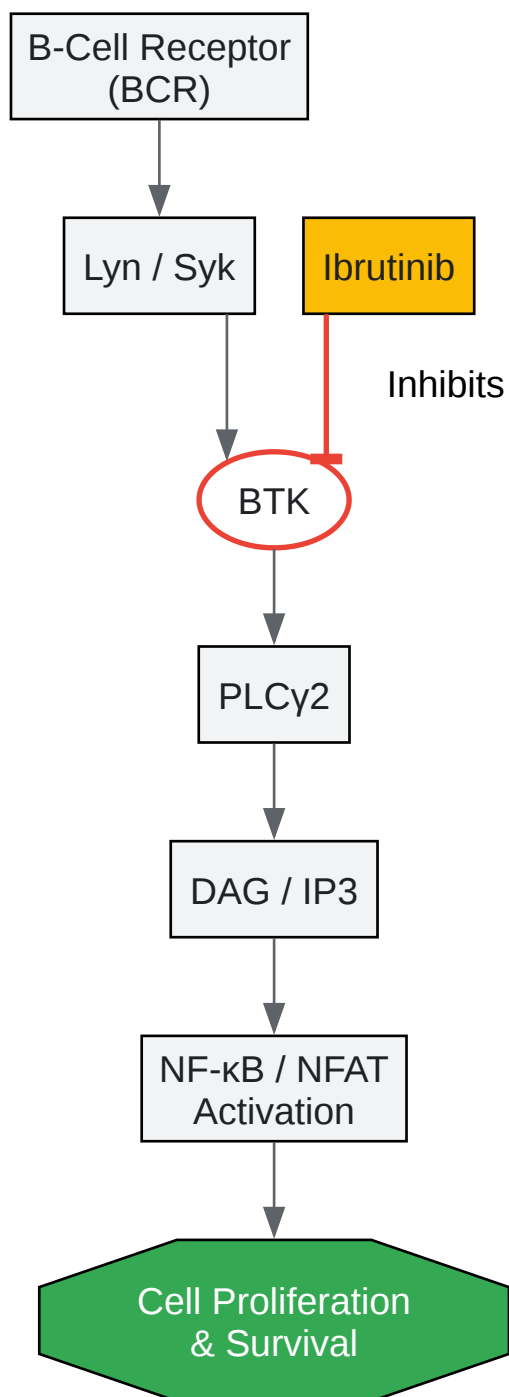 B-Cell Receptor
(BCR)
Lyn / Syk
Ibrutinib
Inhibits
BTK
PLCγ2
DAG / IP3
NF-κB / NFAT
Activation
Cell Proliferation
& Survival